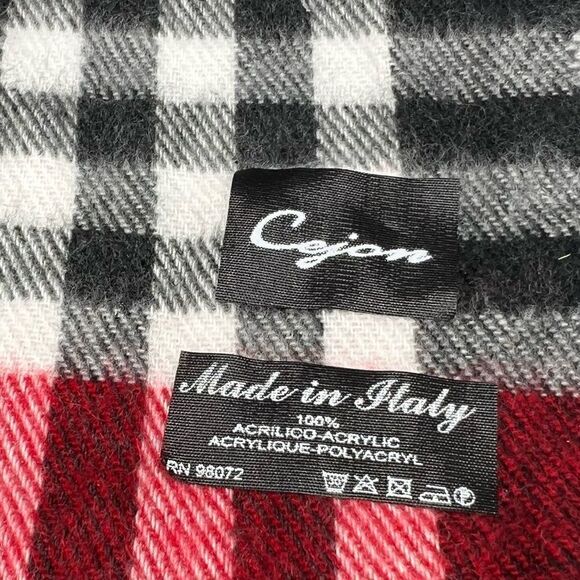 Cejon
Made in Italy
100%
ACRILICO-ACRYLIC
ACRYLIQUE-POLYACRYL
RN 98072